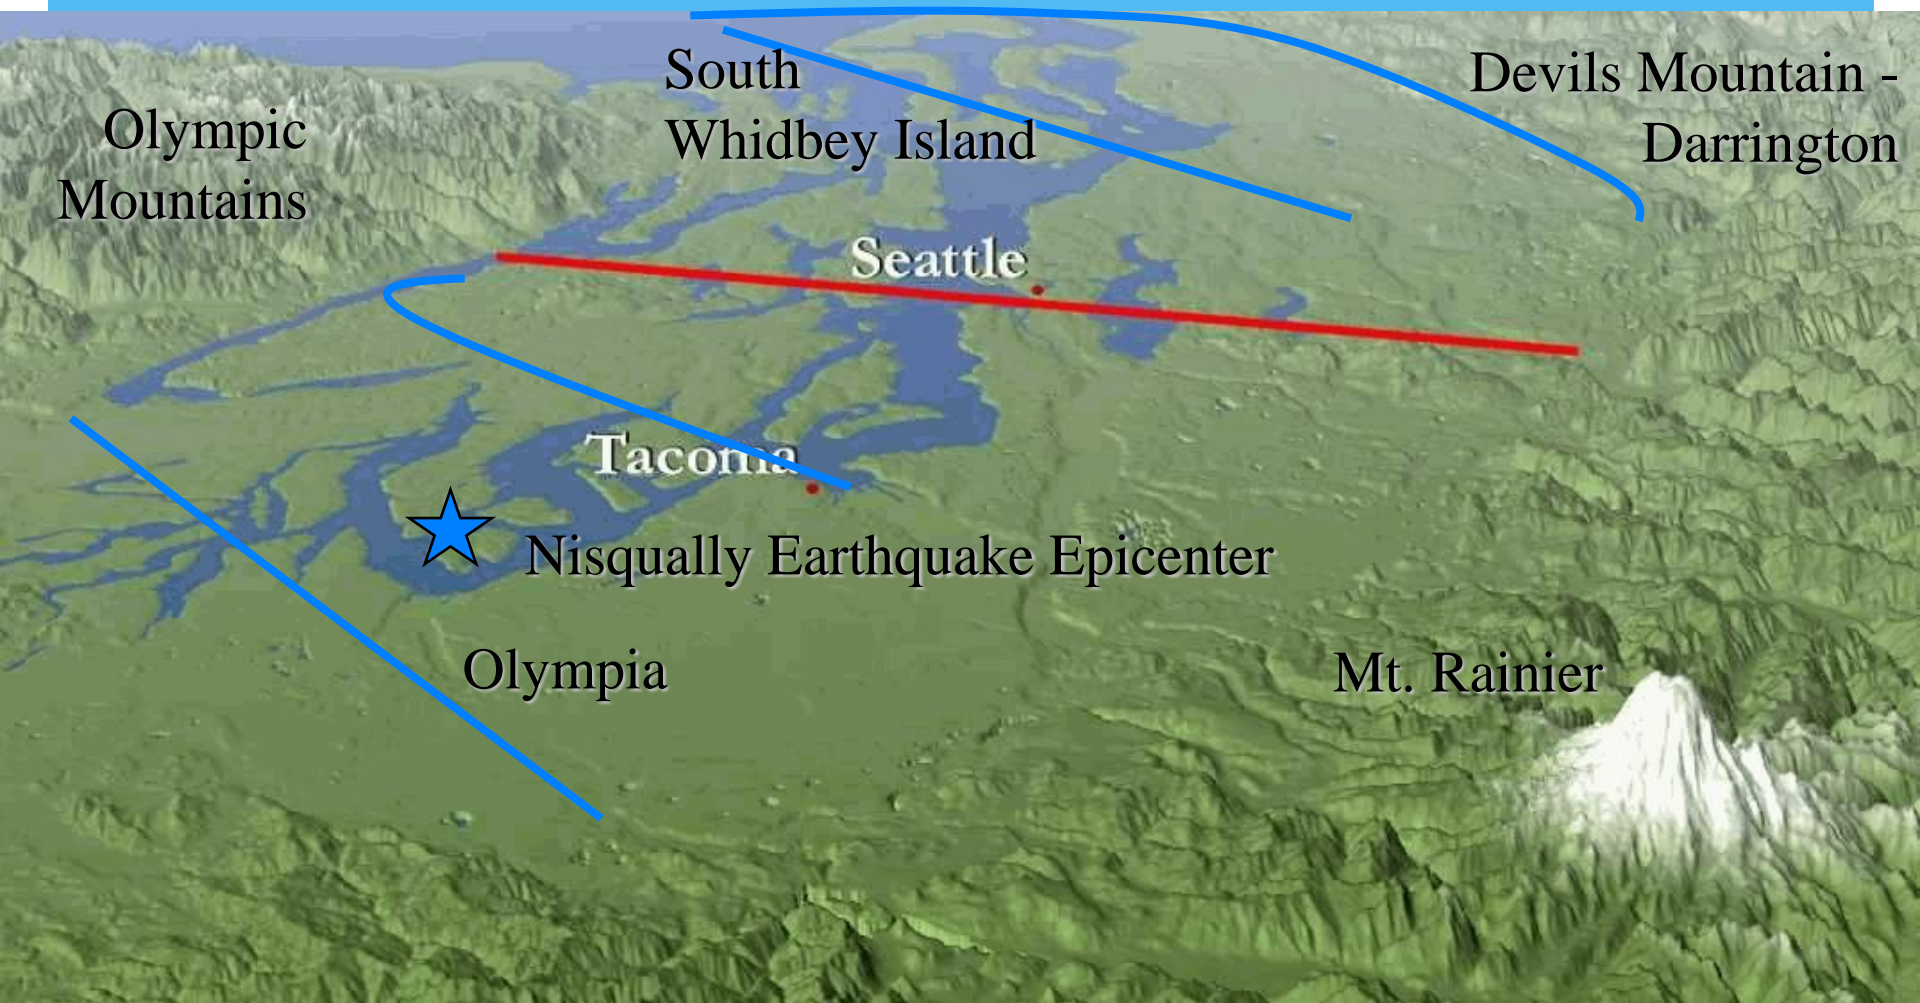 South
Whidbey Island
Devils Mountain -
Darrington
Olympic
Mountains
Seattle
Tacoma
Nisqually Earthquake Epicenter
Olympia
Mt. Rainier